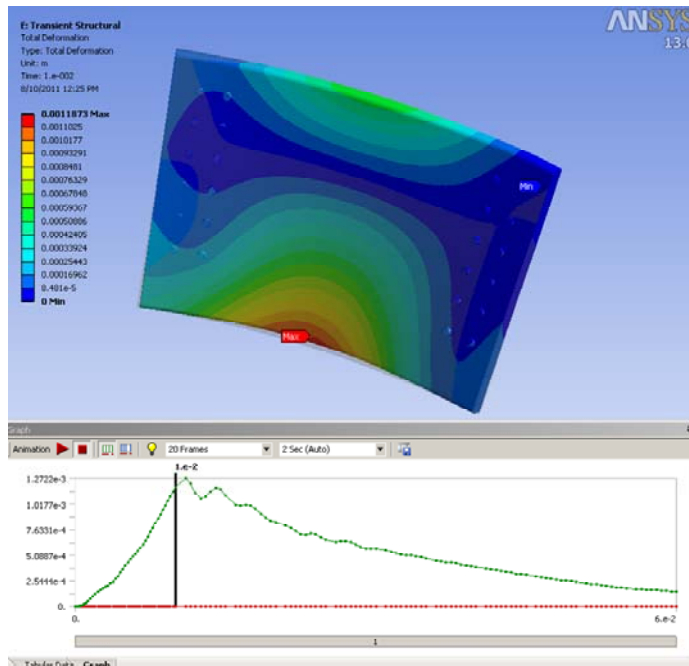 E: Transient Structural
Total Deformation
Type: Total Deformation
Unit: m
Time: 1.e-002
8/10/2011 12:25 PM
ANSYS
13.0
0.0011873 Max
0.0011025
0.0010177
0.00093291
0.0008481
0.00076329
0.00067848
0.00059367
0.00050886
0.00042405
0.00033924
0.00025443
0.00016962
8.481e-5
0 Min
Min
Max
Graph
Animation
20 Frames
2 Sec (Auto)
1.e-2
1.2722e-3
1.0177e-3
7.6331e-4
5.0887e-4
2.5444e-4
0.
0.
6.e-2
1
Tabular Data
Graph